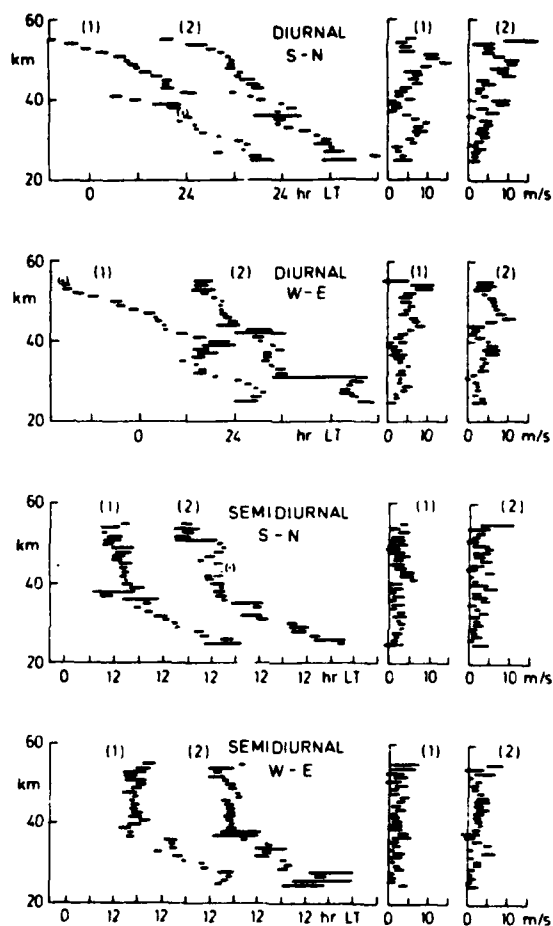 (1) (2) DIURNAL (1) (2)
60
km S-N
40
20
0 24 24 hr LT 0 10 0 10 m/s
60
(1) (2) DIURNAL (1) (2)
km W-E
40
20
0 24 hr LT 0 10 0 10 m/s
60
(1) (2) SEMIDIURNAL (1) (2)
km S-N
40
20
0 12 12 12 12 12 hr LT 0 10 0 10 m/s
60
(1) (2) SEMIDIURNAL (1) (2)
km W-E
40
20
0 12 12 12 12 hr LT 0 10 0 10 m/s